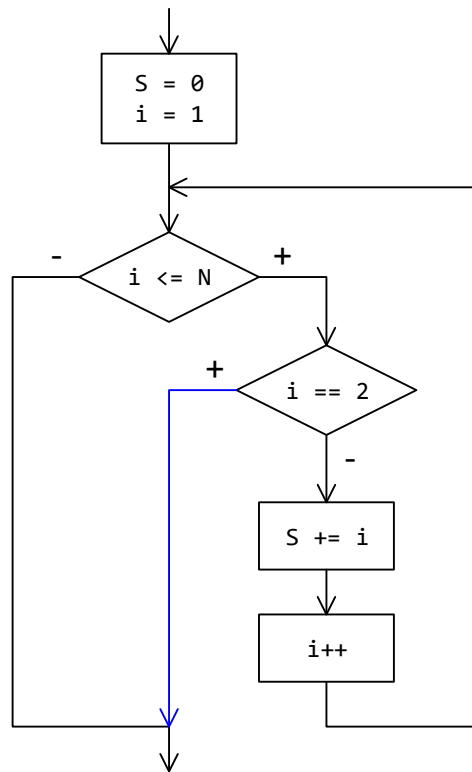 S = 0
i = 1
-
i <= N
+
+
i == 2
-
S += i
i++